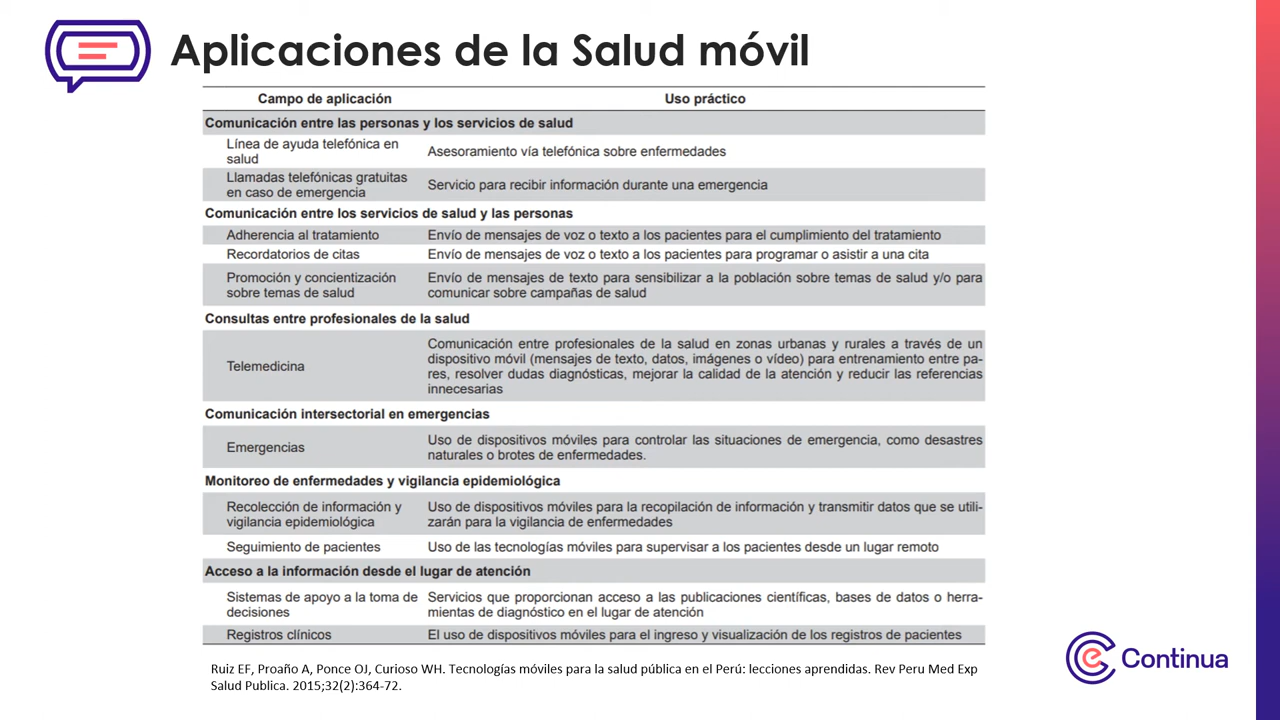 Aplicaciones de la Salud móvil
Campo de aplicación Uso práctico
Comunicación entre las personas y los servicios de salud
Línea de ayuda telefónica en
salud
Asesoramiento vía telefónica sobre enfermedades
Llamadas telefónicas gratuitas
en caso de emergencia
Servicio para recibir información durante una emergencia
Comunicación entre los servicios de salud y las personas
Adherencia al tratamiento Envío de mensajes de voz o texto a los pacientes para el cumplimiento del tratamiento
Recordatorios de citas Envío de mensajes de voz o texto a los pacientes para programar o asistir a una cita
Promoción y concientización
sobre temas de salud
Envío de mensajes de texto para sensibilizar a la población sobre temas de salud y/o para
comunicar sobre campañas de salud
Consultas entre profesionales de la salud
Telemedicina
Comunicación entre profesionales de la salud en zonas urbanas y rurales a través de un
dispositivo móvil (mensajes de texto, datos, imágenes o vídeo) para entrenamiento entre pa-
res, resolver dudas diagnósticas, mejorar la calidad de la atención y reducir las referencias
innecesarias
Comunicación intersectorial en emergencias
Emergencias
Uso de dispositivos móviles para controlar las situaciones de emergencia, como desastres
naturales o brotes de enfermedades.
Monitoreo de enfermedades y vigilancia epidemiológica
Recolección de información y
vigilancia epidemiológica
Uso de dispositivos móviles para la recopilación de información y transmitir datos que se utili-
zarán para la vigilancia de enfermedades
Seguimiento de pacientes Uso de las tecnologías móviles para supervisar a los pacientes desde un lugar remoto
Acceso a la información desde el lugar de atención
Sistemas de apoyo a la toma de
decisiones
Servicios que proporcionan acceso a las publicaciones científicas, bases de datos o herra-
mientas de diagnóstico en el lugar de atención
Registros clínicos El uso de dispositivos móviles para el ingreso y visualización de los registros de pacientes
Ruiz EF, Proaño A, Ponce OJ, Curioso WH. Tecnologías móviles para la salud pública en el Perú: lecciones aprendidas. Rev Peru Med Exp
Salud Publica. 2015;32(2):364-72.
Continua